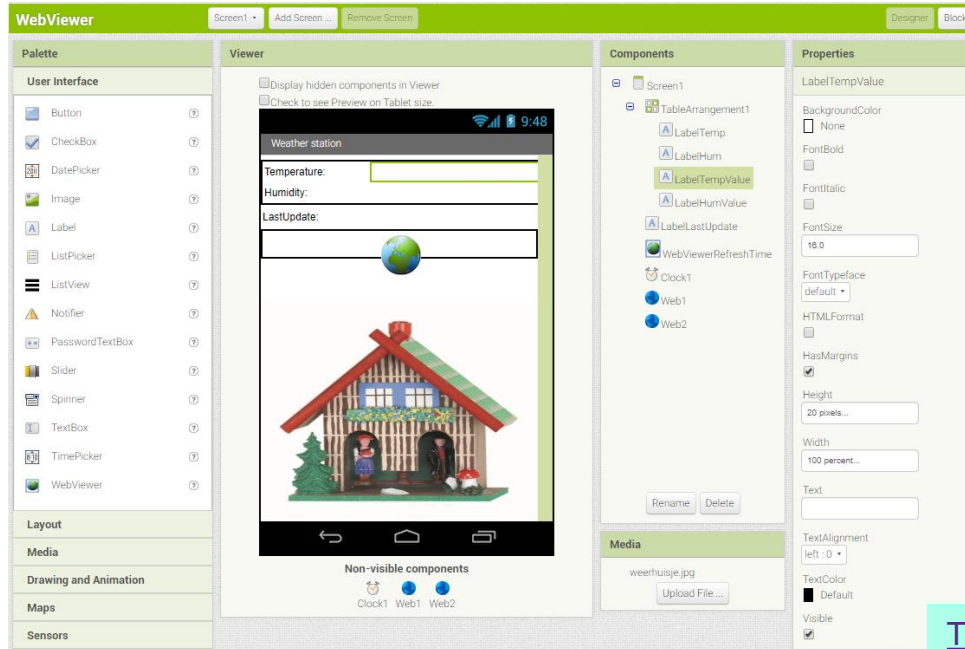 WebViewer
Screen1
Add Screen ...
Remove Screen
Designer
Block
Palette
User Interface
Button
CheckBox
DatePicker
Image
Label
ListPicker
ListView
Notifier
PasswordTextBox
Slider
Spinner
TextBox
TimePicker
WebViewer
Layout
Media
Drawing and Animation
Maps
Sensors
Viewer
Display hidden components in Viewer
Check to see Preview on Tablet size.
9:48
Weather station
Temperature:
Humidity:
LastUpdate:
Non-visible components
Clock1 Web1 Web2
Components
Screen1
TableArrangement1
LabelTemp
LabelHum
LabelTempValue
LabelHumValue
LabelLastUpdate
WebViewerRefreshTime
Clock1
Web1
Web2
Rename Delete
Media
weerhuisje.jpg
Upload File ...
Properties
LabelTempValue
BackgroundColor
None
FontBold
FontItalic
FontSize
16.0
FontTypeface
default
HTMLFormat
HasMargins
Height
20 pixels...
Width
100 percent...
Text
TextAlignment
left : 0
TextColor
Default
Visible
T